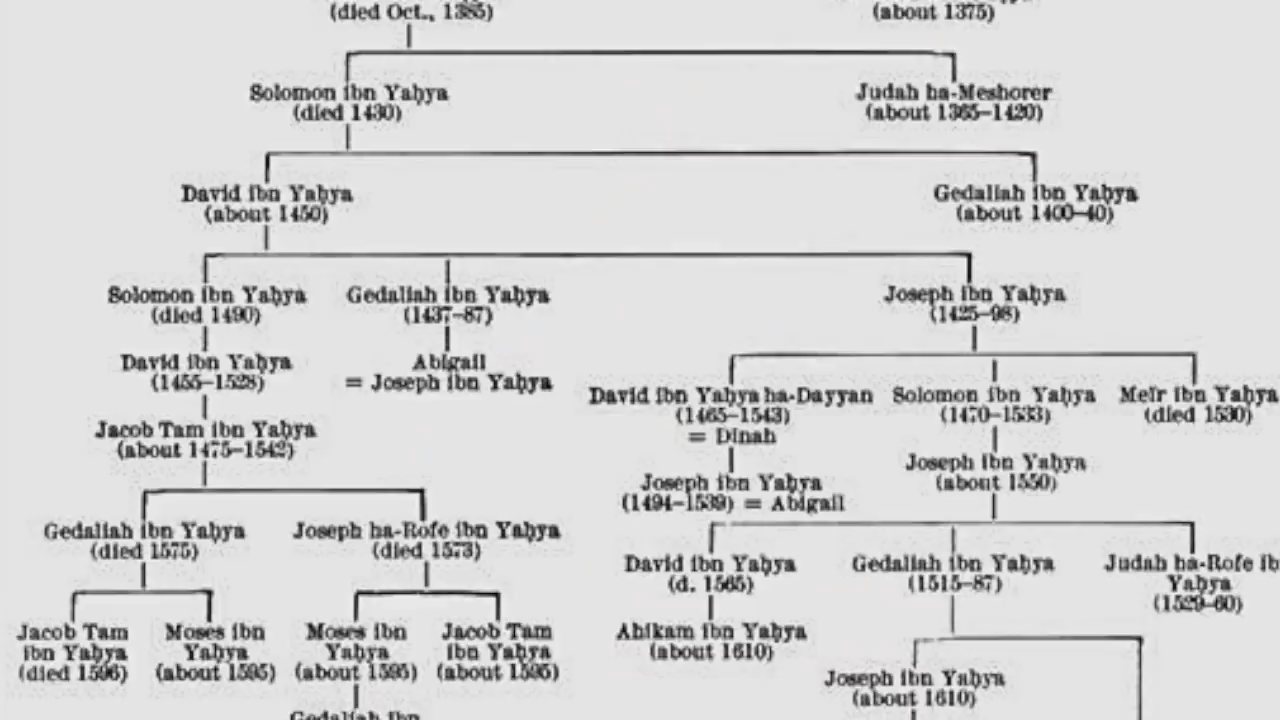 (died Oct., 1385)
(about 1375)
Solomon ibn Yaḥya
(died 1430)
Judah ha-Meshorer
(about 1365–1420)
David ibn Yaḥya
(about 1450)
Gedaliah ibn Yaḥya
(about 1400–40)
Solomon ibn Yaḥya
(died 1490)
Gedaliah ibn Yaḥya
(1437–87)
Joseph ibn Yaḥya
(1425–98)
David ibn Yaḥya
(1455–1528)
Abigail
= Joseph ibn Yaḥya
David ibn Yaḥya ha-Dayyan
(1465–1543)
= Dinah
Solomon ibn Yaḥya
(1470–1533)
Meïr ibn Yaḥya
(died 1530)
Jacob Tam ibn Yaḥya
(about 1475–1542)
Joseph ibn Yaḥya
(1494–1539) = Abigail
Joseph ibn Yaḥya
(about 1550)
Gedaliah ibn Yaḥya
(died 1575)
Joseph ha-Rofe ibn Yaḥya
(died 1573)
David ibn Yaḥya
(d. 1565)
Gedaliah ibn Yaḥya
(1515–87)
Judah ha-Rofe ib
Yaḥya
(1529–60)
Jacob Tam
ibn Yaḥya
(died 1596)
Moses ibn
Yaḥya
(about 1595)
Moses ibn
Yaḥya
(about 1595)
Jacob Tam
ibn Yaḥya
(about 1595)
Ahikam ibn Yaḥya
(about 1610)
Joseph ibn Yaḥya
(about 1610)
Gedaliah ibn